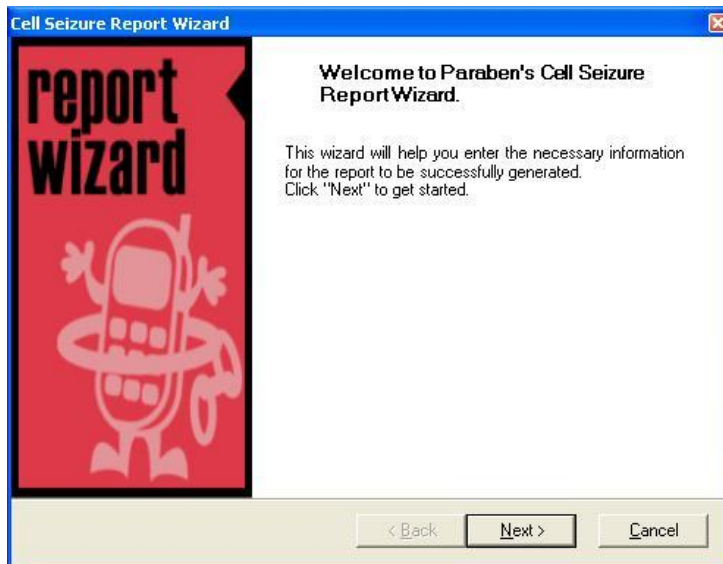 Cell Seizure Report Wizard
report
wizard
Welcome to Paraben's Cell Seizure
Report Wizard.
This wizard will help you enter the necessary information
for the report to be successfully generated.
Click "Next" to get started.
< Back Next > Cancel